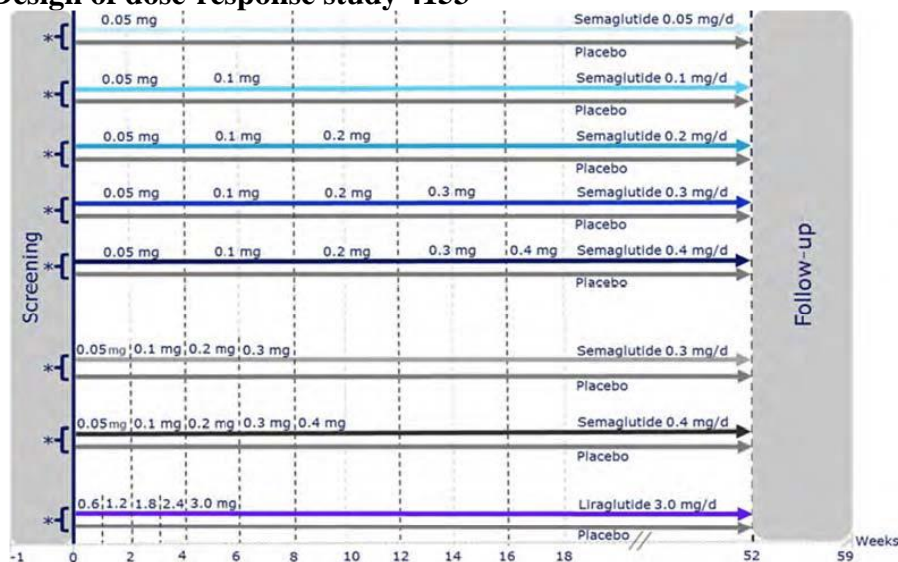 Design of dose-response study 4153
0.05 mg Semaglutide 0.05 mg/d
* Placebo
0.05 mg 0.1 mg Semaglutide 0.1 mg/d
* Placebo
0.05 mg 0.1 mg 0.2 mg Semaglutide 0.2 mg/d
* Placebo
0.05 mg 0.1 mg 0.2 mg 0.3 mg Semaglutide 0.3 mg/d
* Placebo
0.05 mg 0.1 mg 0.2 mg 0.3 mg 0.4 mg Semaglutide 0.4 mg/d
* Placebo
0.05 mg 0.1 mg 0.2 mg 0.3 mg Semaglutide 0.3 mg/d
* Placebo
0.05 mg 0.1 mg 0.2 mg 0.3 mg 0.4 mg Semaglutide 0.4 mg/d
* Placebo
0.6 1.2 1.8 2.4 3.0 mg Liraglutide 3.0 mg/d
* Placebo
Screening
Follow-up
-1 0 2 4 6 8 10 12 14 16 18 // 52 59 Weeks